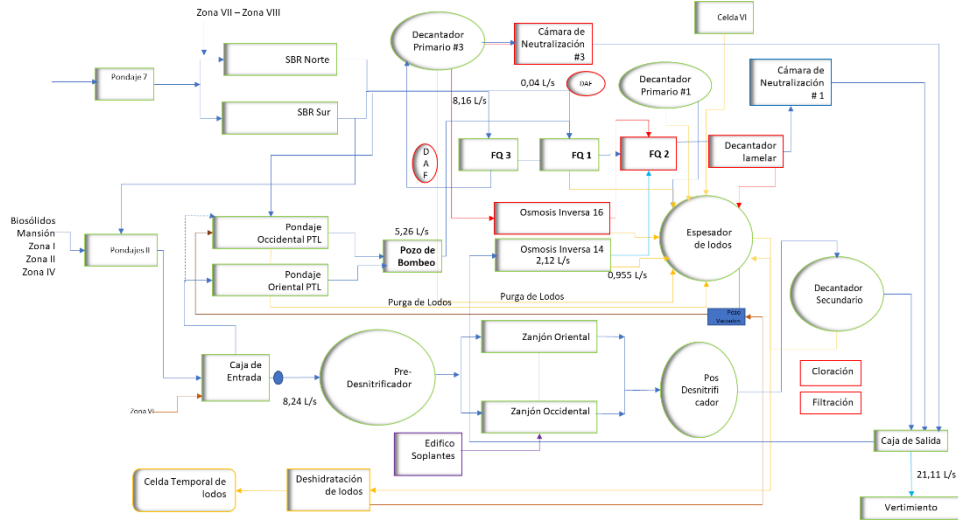 Zona VII – Zona VIII
Celda VI
Decantador
Primario #3
Cámara de
Neutralización
#3
SBR Norte
Pondaje 7
0,04 L/s
DAF
Decantador
Primario #1
Cámara de
Neutralización
# 1
8,16 L/s
SBR Sur
D
A
F
FQ 3
FQ 1
FQ 2
Decantador
lamelar
Biosólidos
Mansión
Zona I
Zona II
Zona IV
Pondajes II
Pondaje
Occidental PTL
5,26 L/s
Pozo de
Bombeo
Osmosis Inversa 16
Osmosis Inversa 14
2,12 L/s
0,955 L/s
Espesador
de lodos
Pondaje
Oriental PTL
Purga de Lodos
Purga de Lodos
Pozo
Decantador
Secundario
Caja de
Entrada
8,24 L/s
Pre-
Desnitrificador
Zanjón Oriental
Zanjón Occidental
Pos
Desnitrifi
cador
Cloración
Filtración
Zona VI
Edifico
Soplantes
Caja de Salida
21,11 L/s
Celda Temporal de
lodos
Deshidratación
de lodos
Vertimiento